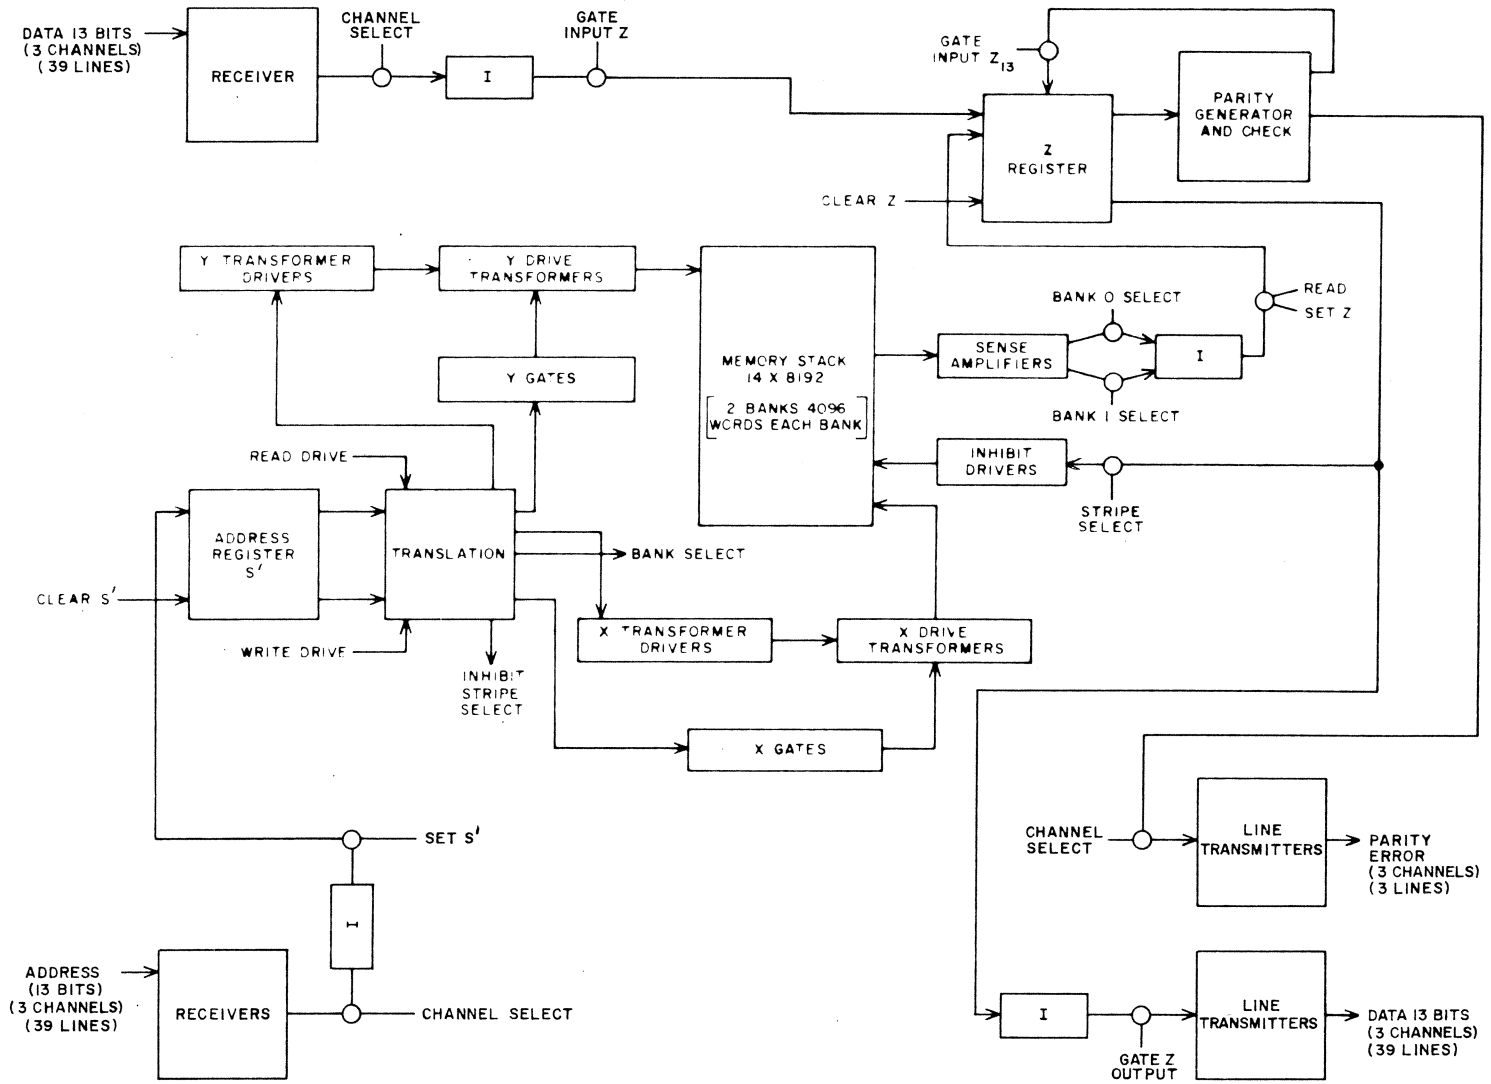 DATA 13 BITS
(3 CHANNELS)
(39 LINES)
RECEIVER
CHANNEL
SELECT
I
GATE
INPUT Z
GATE
INPUT Z13
Z
REGISTER
PARITY
GENERATOR
AND CHECK
CLEAR Z
Y TRANSFORMER
DRIVERS
Y DRIVE
TRANSFORMERS
Y GATES
MEMORY STACK
14 X 8192
[2 BANKS 4096
WORDS EACH BANK]
SENSE
AMPLIFIERS
BANK 0 SELECT
BANK 1 SELECT
I
READ
SET Z
INHIBIT
DRIVERS
STRIPE
SELECT
READ DRIVE
ADDRESS
REGISTER
S'
TRANSLATION
BANK SELECT
CLEAR S'
WRITE DRIVE
INHIBIT
STRIPE
SELECT
X TRANSFORMER
DRIVERS
X DRIVE
TRANSFORMERS
X GATES
SET S'
I
ADDRESS
(13 BITS)
(3 CHANNELS)
(39 LINES)
RECEIVERS
CHANNEL SELECT
CHANNEL
SELECT
LINE
TRANSMITTERS
PARITY
ERROR
(3 CHANNELS)
(3 LINES)
I
GATE Z
OUTPUT
LINE
TRANSMITTERS
DATA 13 BITS
(3 CHANNELS)
(39 LINES)